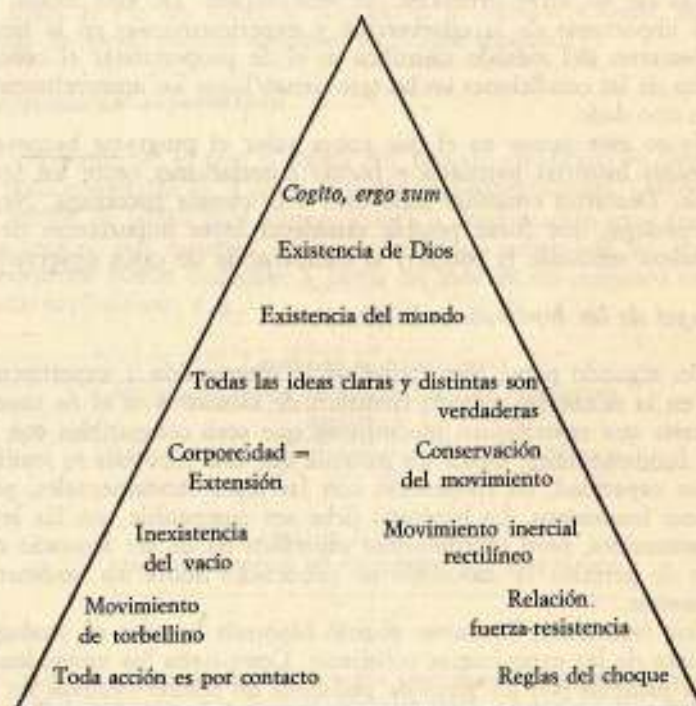 Cogito, ergo sum
Existencia de Dios
Existencia del mundo
Todas las ideas claras y distintas son
verdaderas
Corporeidad =
Extensión
Conservación
del movimiento
Inexistencia
del vacío
Movimiento inercial
rectilíneo
Movimiento
de torbellino
Relación
fuerza-resistencia
Toda acción es por contacto
Reglas del choque